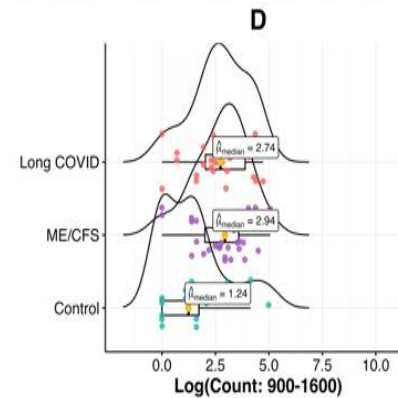 D
Long COVID
μ̂median = 2.74
ME/CFS
μ̂median = 2.94
Control
μ̂median = 1.24
0.0 2.5 5.0 7.5 10.0
Log(Count: 900-1600)